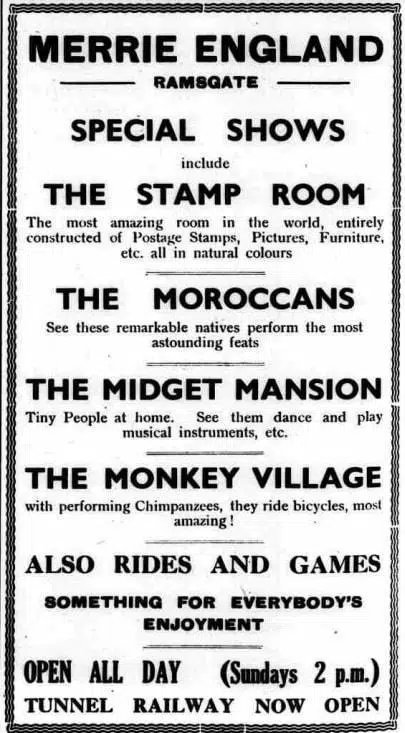 MERRIE ENGLAND
RAMSGATE
SPECIAL SHOWS
include
THE STAMP ROOM
The most amazing room in the world, entirely
constructed of Postage Stamps, Pictures, Furniture,
etc. all in natural colours
THE MOROCCANS
See these remarkable natives perform the most
astounding feats
THE MIDGET MANSION
Tiny People at home. See them dance and play
musical instruments, etc.
THE MONKEY VILLAGE
with performing Chimpanzees, they ride bicycles, most
amazing!
ALSO RIDES AND GAMES
SOMETHING FOR EVERYBODY'S
ENJOYMENT
OPEN ALL DAY (Sundays 2 p.m.)
TUNNEL RAILWAY NOW OPEN